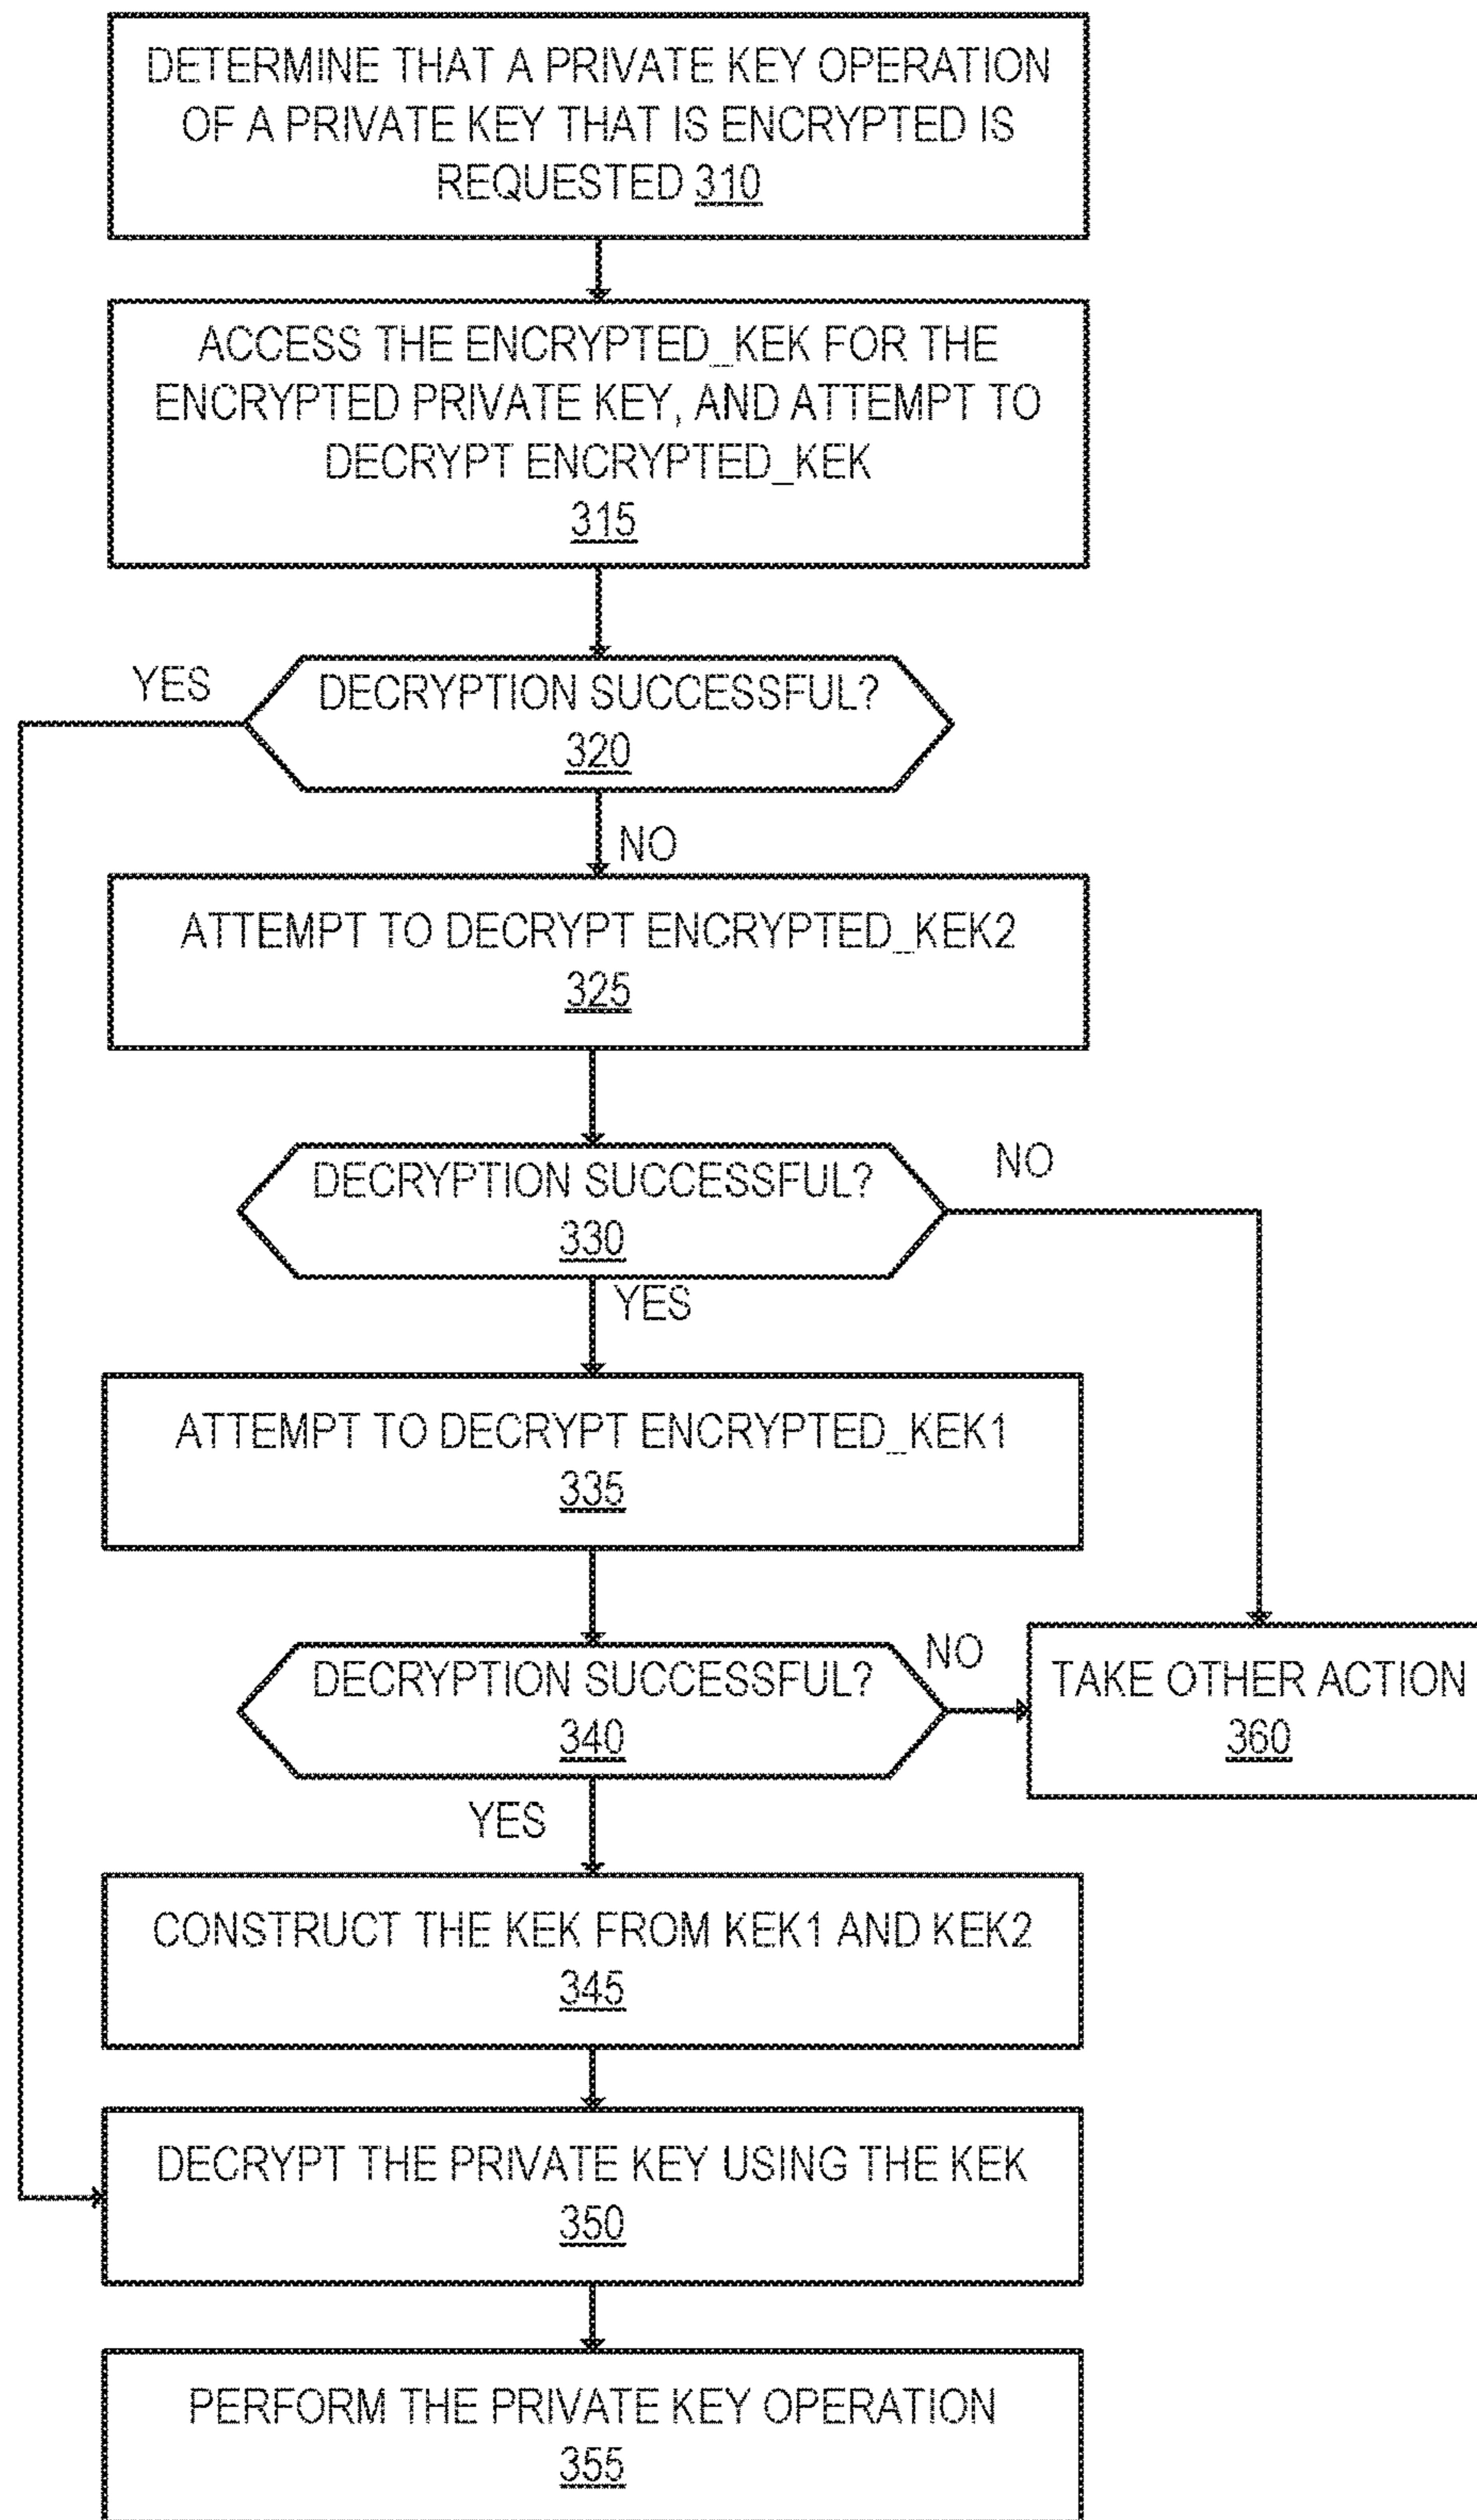 DETERMINE THAT A PRIVATE KEY OPERATION
OF A PRIVATE KEY THAT IS ENCRYPTED IS
REQUESTED 310
ACCESS THE ENCRYPTED_KEK FOR THE
ENCRYPTED PRIVATE KEY, AND ATTEMPT TO
DECRYPT ENCRYPTED_KEK
315
YES
DECRYPTION SUCCESSFUL?
320
NO
ATTEMPT TO DECRYPT ENCRYPTED_KEK2
325
DECRYPTION SUCCESSFUL?
330
NO
YES
ATTEMPT TO DECRYPT ENCRYPTED_KEK1
335
DECRYPTION SUCCESSFUL?
340
NO
TAKE OTHER ACTION
360
YES
CONSTRUCT THE KEK FROM KEK1 AND KEK2
345
DECRYPT THE PRIVATE KEY USING THE KEK
350
PERFORM THE PRIVATE KEY OPERATION
355